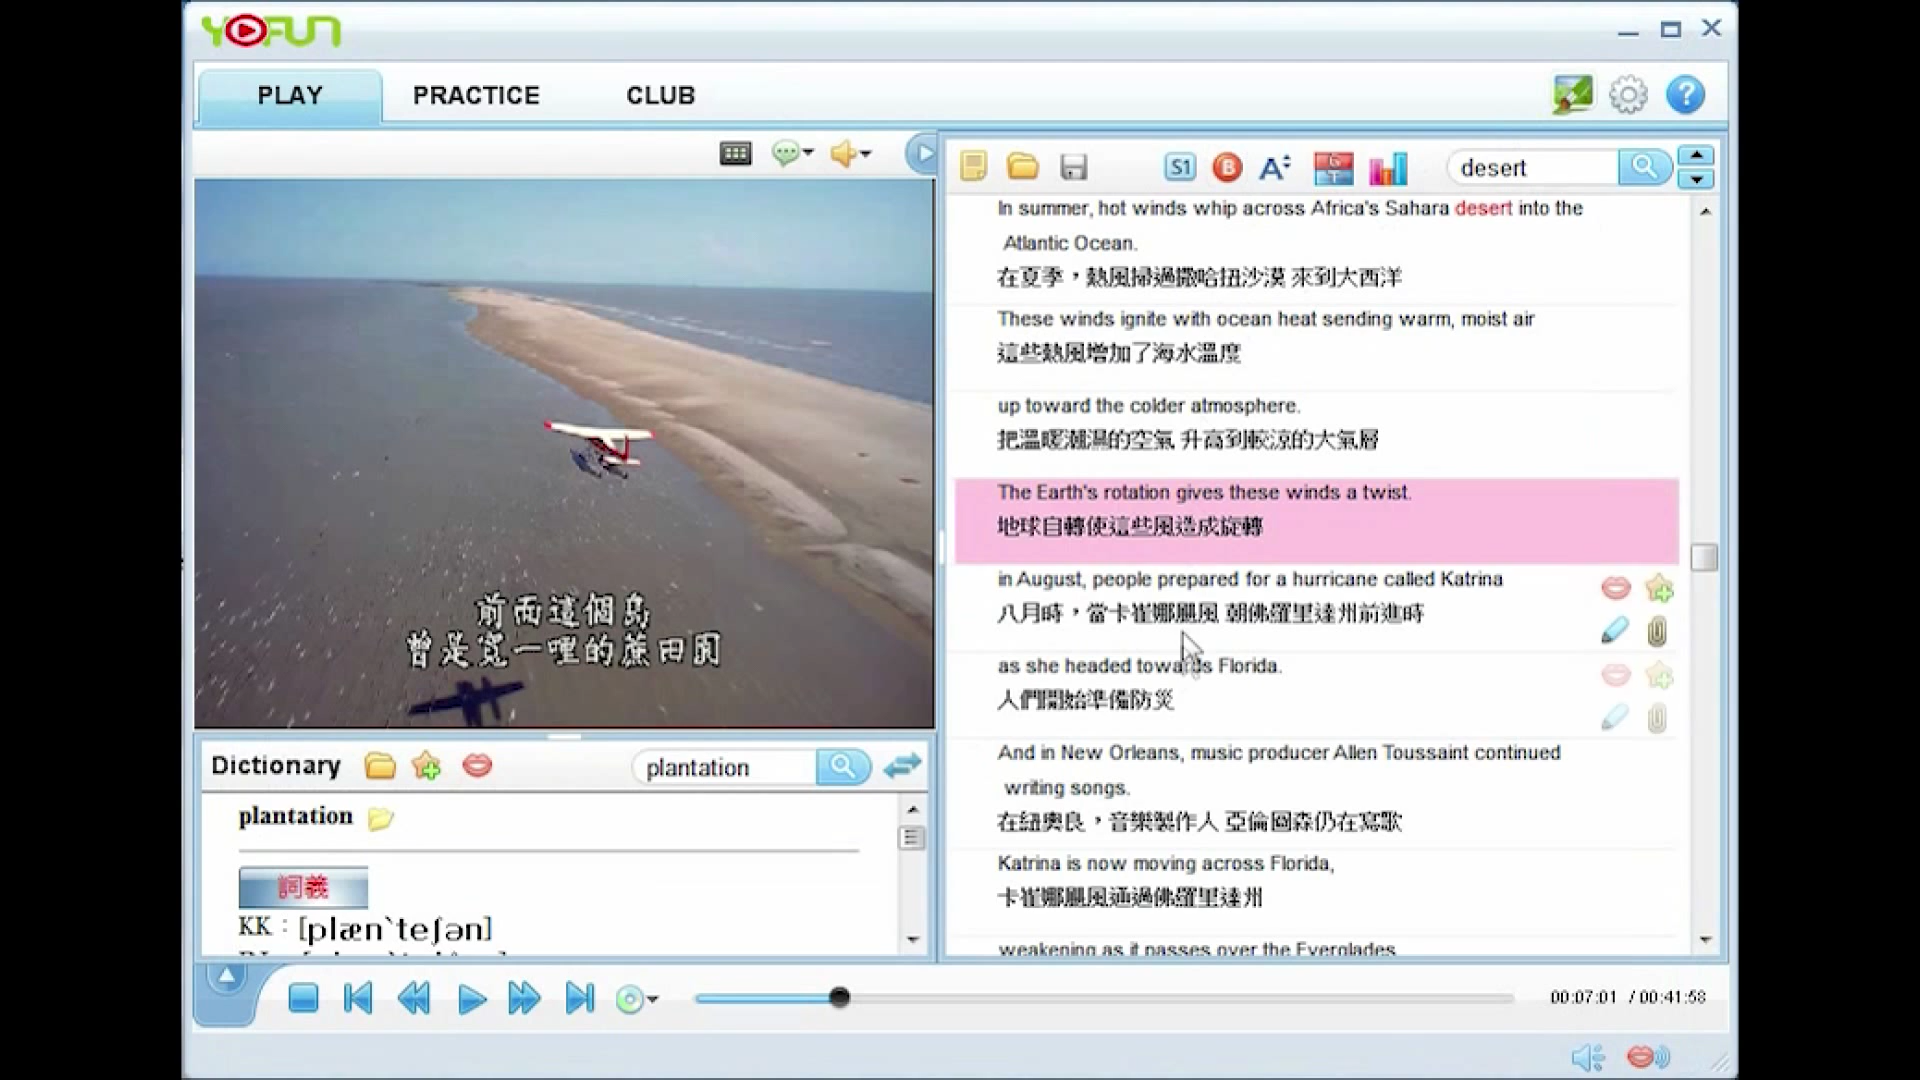 YOFUN
PLAY
PRACTICE
CLUB
S1
B
A
desert
In summer, hot winds whip across Africa's Sahara desert into the
Atlantic Ocean.
在夏季，熱風掃過撒哈扭沙漠 來到大西洋
These winds ignite with ocean heat sending warm, moist air
這些熱風增加了海水溫度
up toward the colder atmosphere.
把溫暖潮濕的空氣 升高到較涼的大氣層
The Earth's rotation gives these winds a twist.
地球自轉使這些風造成旋轉
in August, people prepared for a hurricane called Katrina
八月時，當卡崔娜颶風 朝佛羅里達州前進時
as she headed towards Florida.
人們開始準備防災
And in New Orleans, music producer Allen Toussaint continued
writing songs.
在紐奧良，音樂製作人 亞倫圖森仍在寫歌
Katrina is now moving across Florida,
卡崔娜颶風通過佛羅里達州
weakening as it passes over the Everglades
前面這個島
曾是寬一哩的蔗田園
Dictionary
plantation
plantation
詞義
KK：[plænˋteʃən]
00:07:01 / 00:41:58